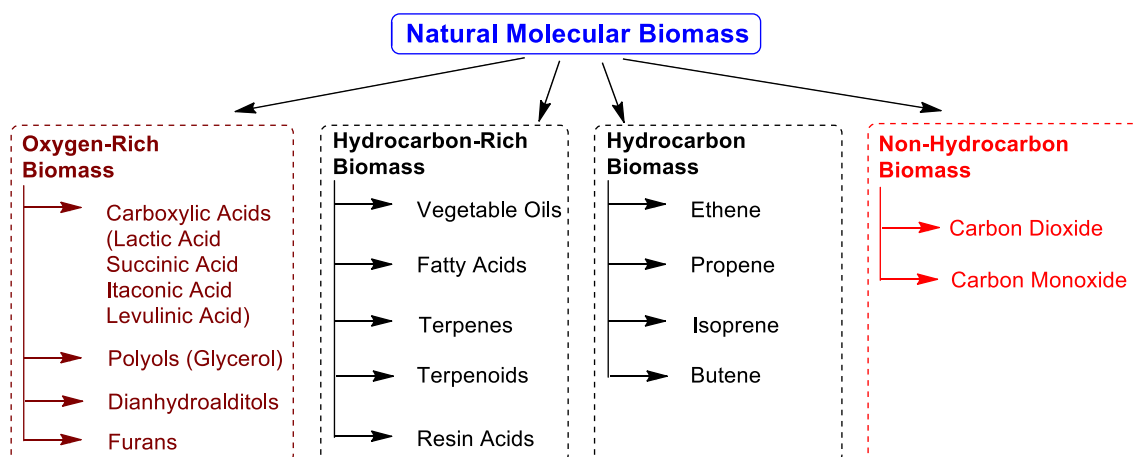 Natural Molecular Biomass
Oxygen-Rich
Biomass
Carboxylic Acids
(Lactic Acid
Succinic Acid
Itaconic Acid
Levulinic Acid)
Polyols (Glycerol)
Dianhydroalditols
Furans
Hydrocarbon-Rich
Biomass
Vegetable Oils
Fatty Acids
Terpenes
Terpenoids
Resin Acids
Hydrocarbon
Biomass
Ethene
Propene
Isoprene
Butene
Non-Hydrocarbon
Biomass
Carbon Dioxide
Carbon Monoxide